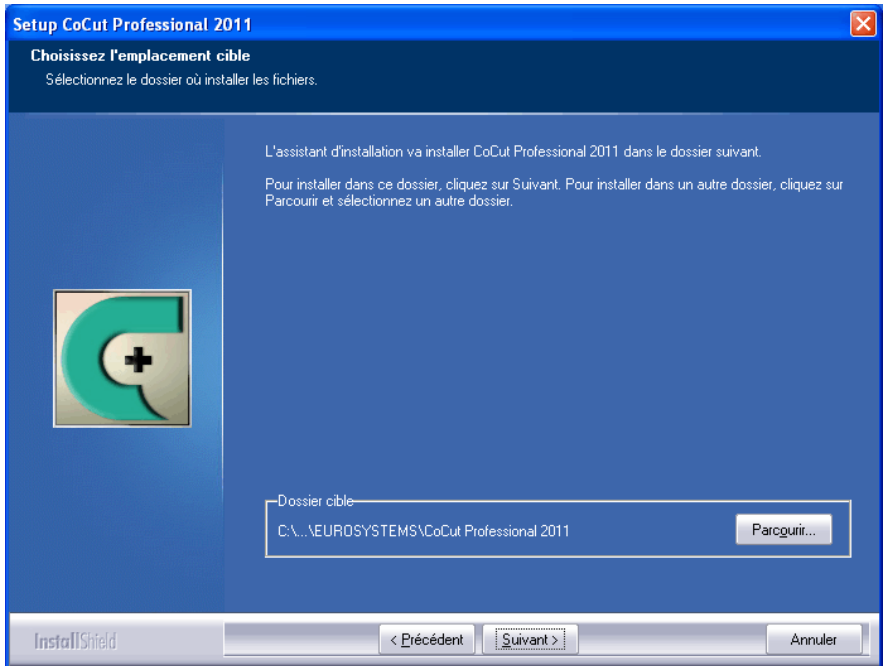 Setup CoCut Professional 2011
Choisissez l'emplacement cible
Sélectionnez le dossier où installer les fichiers.
L'assistant d'installation va installer CoCut Professional 2011 dans le dossier suivant.
Pour installer dans ce dossier, cliquez sur Suivant. Pour installer dans un autre dossier, cliquez sur
Parcourir et sélectionnez un autre dossier.
Dossier cible
C:\...\EUROSYSTEMS\CoCut Professional 2011
Parcourir...
InstallShield
< Précédent
Suivant >
Annuler